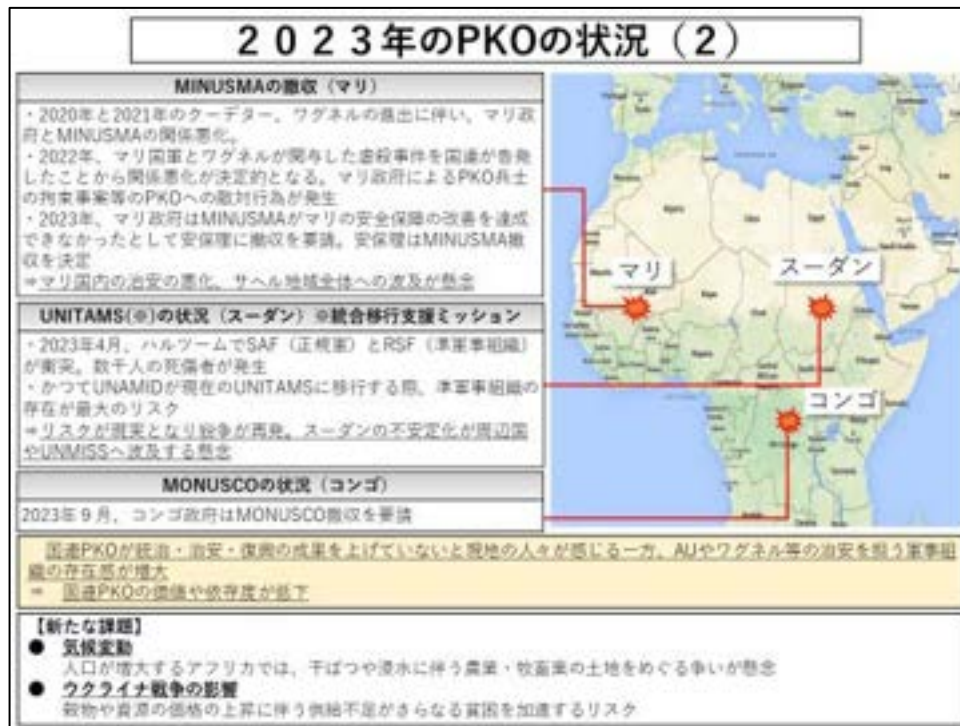 ２０２３年のPKOの状況（２）
MINUSMAの撤収（マリ）
・2020年と2021年のクーデター、ワグネルの進出に伴い、マリ政
府とMINUSMAの関係悪化。
・2022年、マリ国軍とワグネルが関与した虐殺事件を国連が告発
したことから関係悪化が決定的となる。マリ政府によるPKO兵士
の拘束事案等のPKOへの敵対行為が発生
・2023年、マリ政府はMINUSMAがマリの安全保障の改善を達成
できなかったとして安保理に撤収を要請。安保理はMINUSMA撤
収を決定
⇒マリ国内の治安の悪化、サヘル地域全体への波及が懸念
UNITAMS(※)の状況（スーダン）※統合移行支援ミッション
・2023年4月、ハルツームでSAF（正規軍）とRSF（準軍事組織）
が衝突。数千人の死傷者が発生
・かつてUNAMIDが現在のUNITAMSに移行する際、準軍事組織の
存在が最大のリスク
⇒リスクが現実となり紛争が再発。スーダンの不安定化が周辺国
やUNMISSへ波及する懸念
MONUSCOの状況（コンゴ）
2023年９月、コンゴ政府はMONUSCO撤収を要請
マリ
スーダン
コンゴ
国連PKOが統治・治安・復興の成果を上げていないと現地の人々が感じる一方、AUやワグネル等の治安を担う軍事組
織の存在感が増大
⇒ 国連PKOの価値や依存度が低下
【新たな課題】
● 気候変動
人口が増大するアフリカでは、干ばつや浸水に伴う農業・牧畜業の土地をめぐる争いが懸念
● ウクライナ戦争の影響
穀物や資源の価格の上昇に伴う供給不足がさらなる貧困を加速するリスク